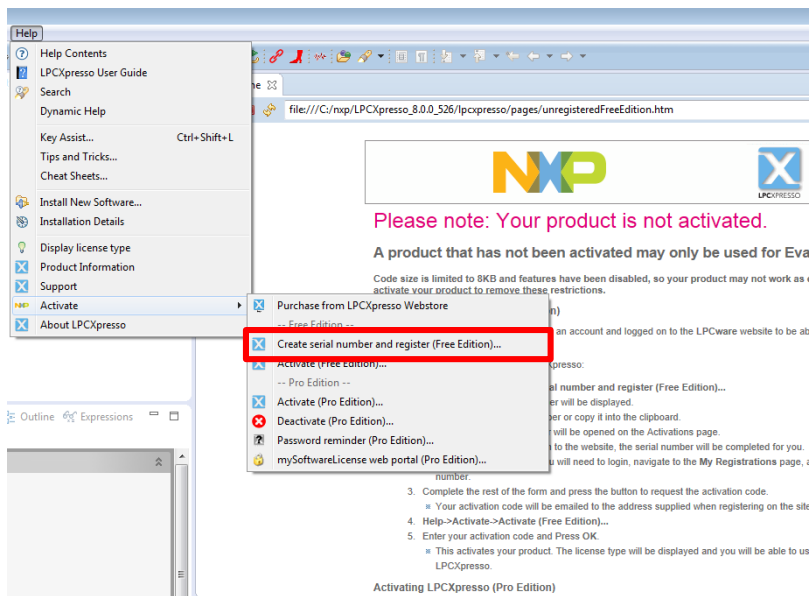 Help
Help Contents
LPCXpresso User Guide
Search
Dynamic Help
Key Assist... Ctrl+Shift+L
Tips and Tricks...
Cheat Sheets...
Install New Software...
Installation Details
Display license type
Product Information
Support
NXP Activate
About LPCXpresso
Purchase from LPCXpresso Webstore
-- Free Edition --
Create serial number and register (Free Edition)...
Activate (Free Edition)...
-- Pro Edition --
Activate (Pro Edition)...
Deactivate (Pro Edition)...
Password reminder (Pro Edition)...
mySoftwareLicense web portal (Pro Edition)...
Outline Expressions
file:///C:/nxp/LPCXpresso_8.0.0_526/lpcxpresso/pages/unregisteredFreeEdition.htm
NXP
LPCXPRESSO
Please note: Your product is not activated.
A product that has not been activated may only be used for Eva
Code size is limited to 8KB and features have been disabled, so your product may not work as
activate your product to remove these restrictions.
an account and logged on to the LPCware website to be ab
presso:
al number and register (Free Edition)...
er will be displayed.
ber or copy it into the clipboard.
will be opened on the Activations page.
to the website, the serial number will be completed for you.
u will need to login, navigate to the My Registrations page, a
number.
3. Complete the rest of the form and press the button to request the activation code.
Your activation code will be emailed to the address supplied when registering on the site
4. Help->Activate->Activate (Free Edition)...
5. Enter your activation code and Press OK.
This activates your product. The license type will be displayed and you will be able to us
LPCXpresso.
Activating LPCXpresso (Pro Edition)